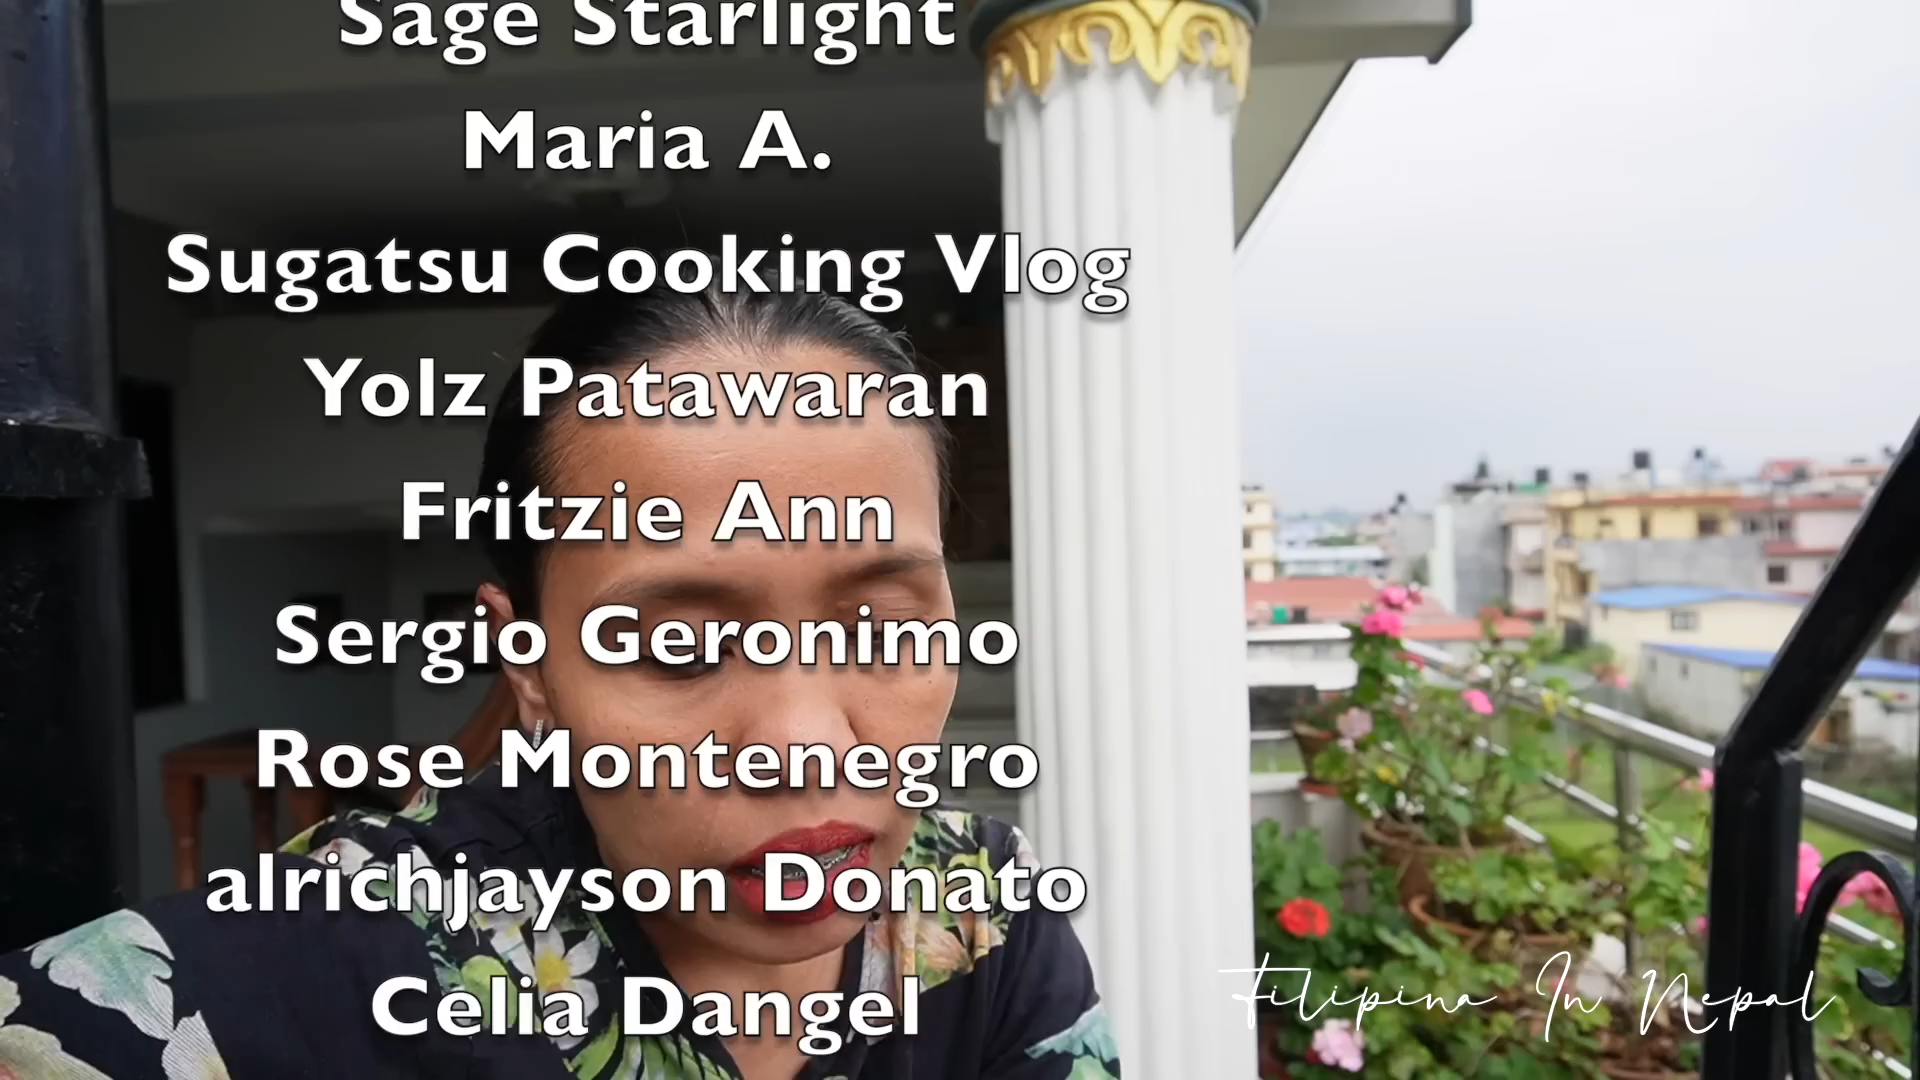 Sage Starlight
Maria A.
Sugatsu Cooking Vlog
Yolz Patawaran
Fritzie Ann
Sergio Geronimo
Rose Montenegro
alrichjayson Donato
Celia Dangel
Filipina In Nepal